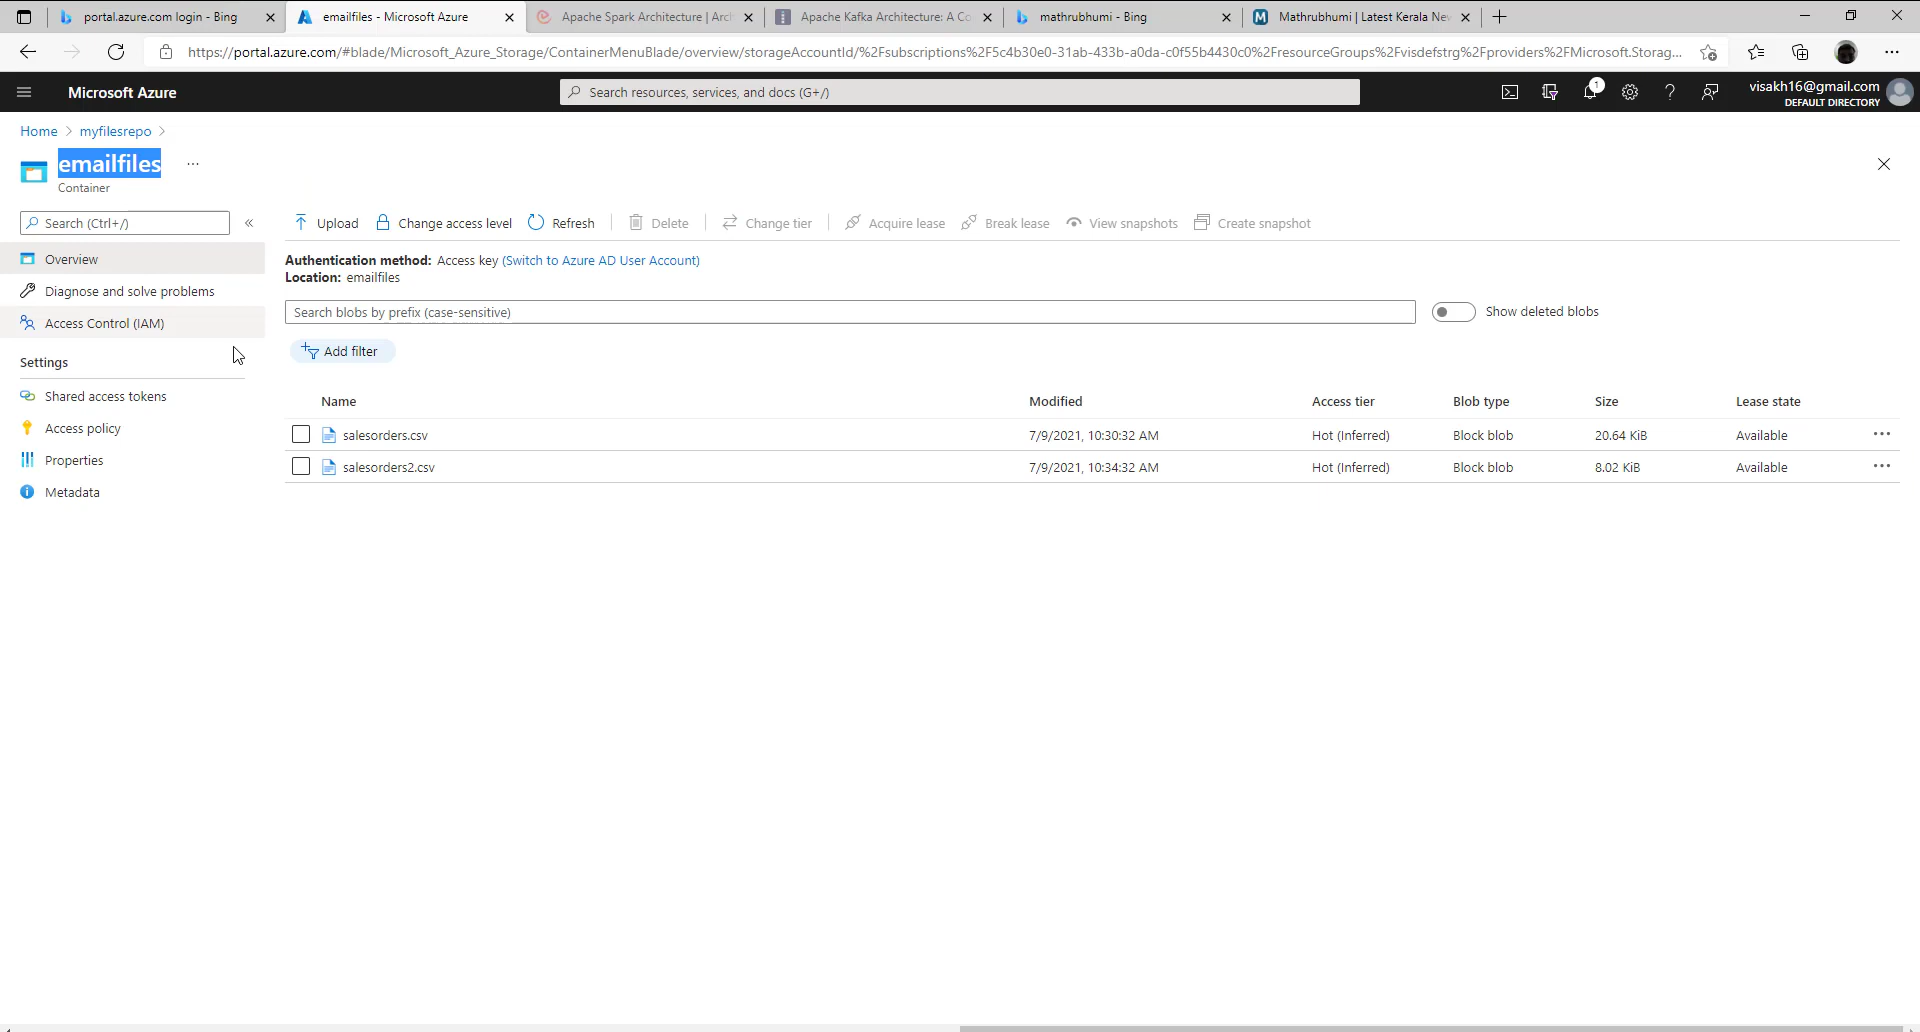 portal.azure.com login - Bing
emailfiles - Microsoft Azure
Apache Spark Architecture | Arch
Apache Kafka Architecture: A Co
mathrubhumi - Bing
Mathrubhumi | Latest Kerala New
https://portal.azure.com/#blade/Microsoft_Azure_Storage/ContainerMenuBlade/overview/storageAccountId/%2Fsubscriptions%2F5c4b30e0-31ab-433b-a0da-c0f55b4430c0%2FresourceGroups%2Fvisdefstrg%2Fproviders%2FMicrosoft.Storag...
Microsoft Azure
Search resources, services, and docs (G+/)
1
visakh16@gmail.com
DEFAULT DIRECTORY
Home > myfilesrepo >
emailfiles ...
Container
Search (Ctrl+/) «
Upload Change access level Refresh Delete Change tier Acquire lease Break lease View snapshots Create snapshot
Overview
Diagnose and solve problems
Access Control (IAM)
Settings
Shared access tokens
Access policy
Properties
Metadata
Authentication method: Access key (Switch to Azure AD User Account)
Location: emailfiles
Search blobs by prefix (case-sensitive)
Show deleted blobs
Add filter
Name Modified Access tier Blob type Size Lease state
salesorders.csv 7/9/2021, 10:30:32 AM Hot (Inferred) Block blob 20.64 KiB Available ...
salesorders2.csv 7/9/2021, 10:34:32 AM Hot (Inferred) Block blob 8.02 KiB Available ...